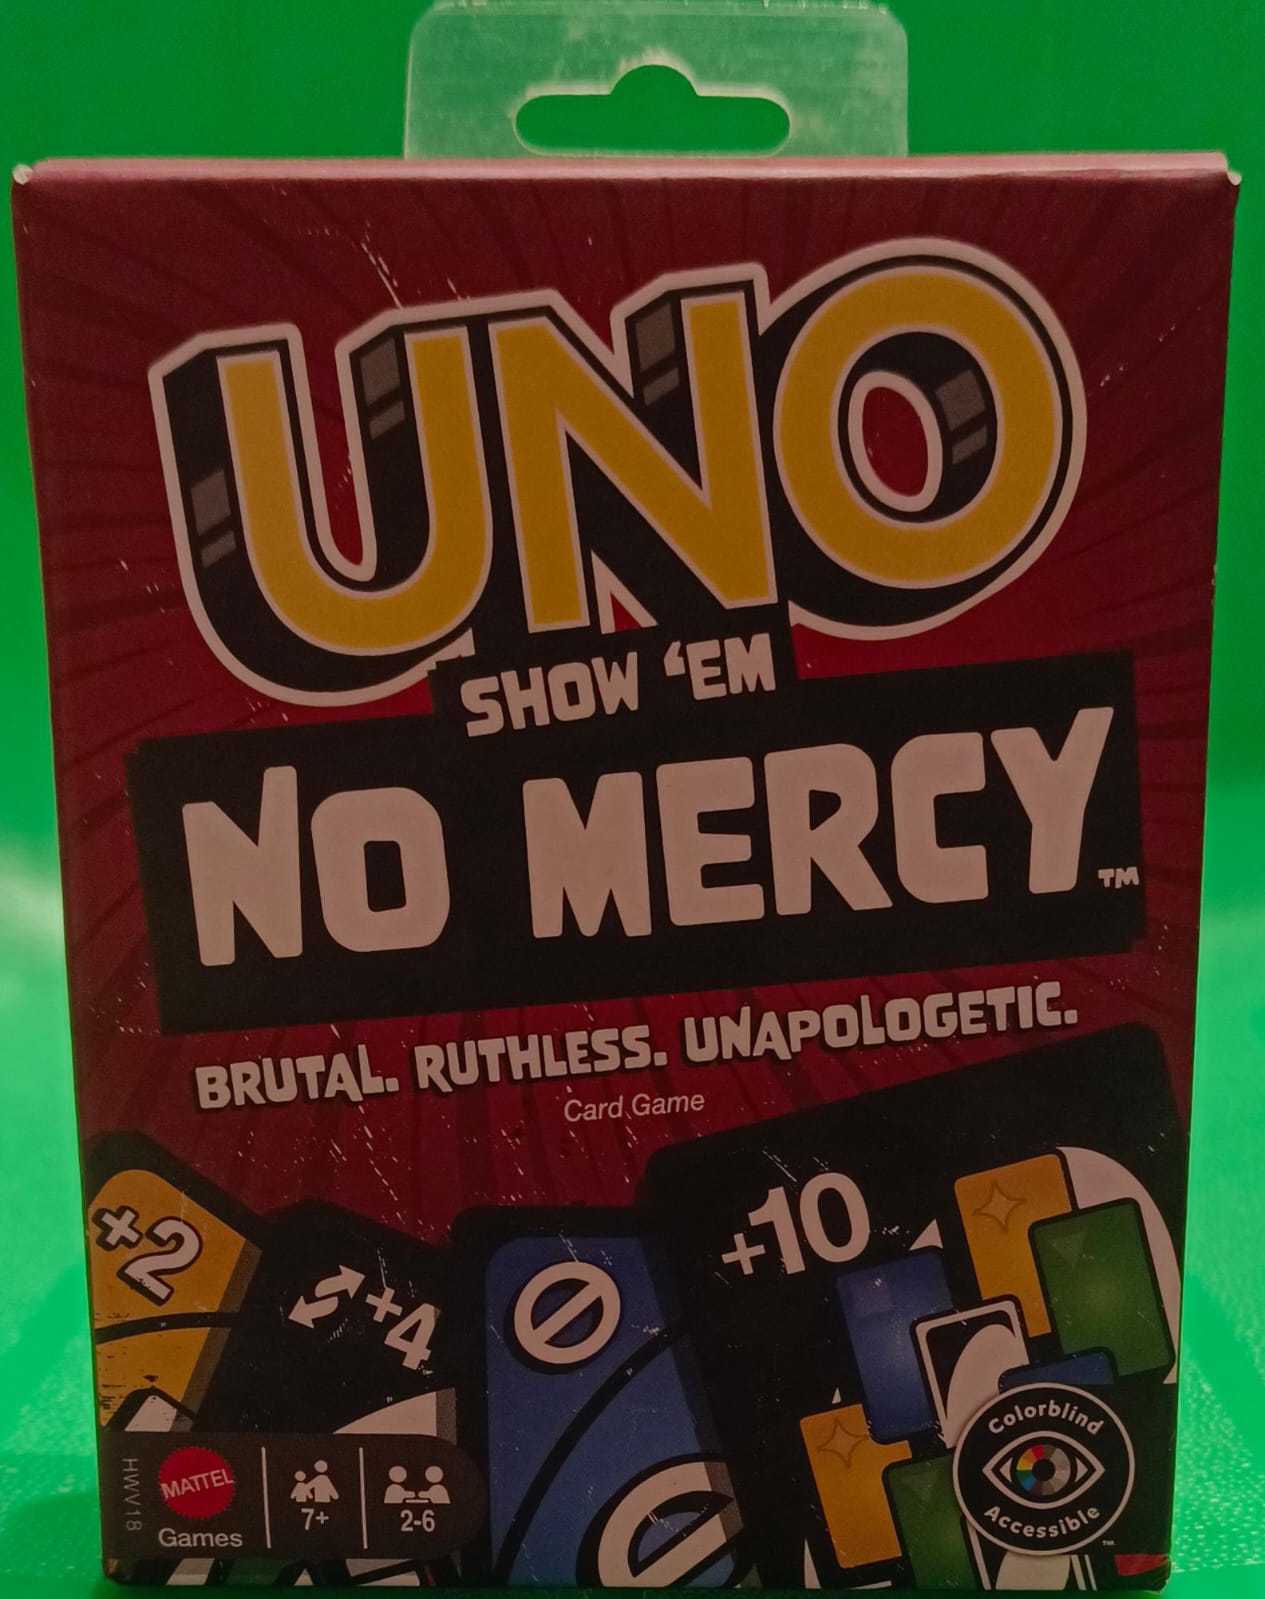 UNO
SHOW 'EM
NO MERCY™
BRUTAL. RUTHLESS. UNAPOLOGETIC.
Card Game
×2
+4
+10
Colorblind
Accessible™
HWV18
MATTEL
Games
7+
2-6